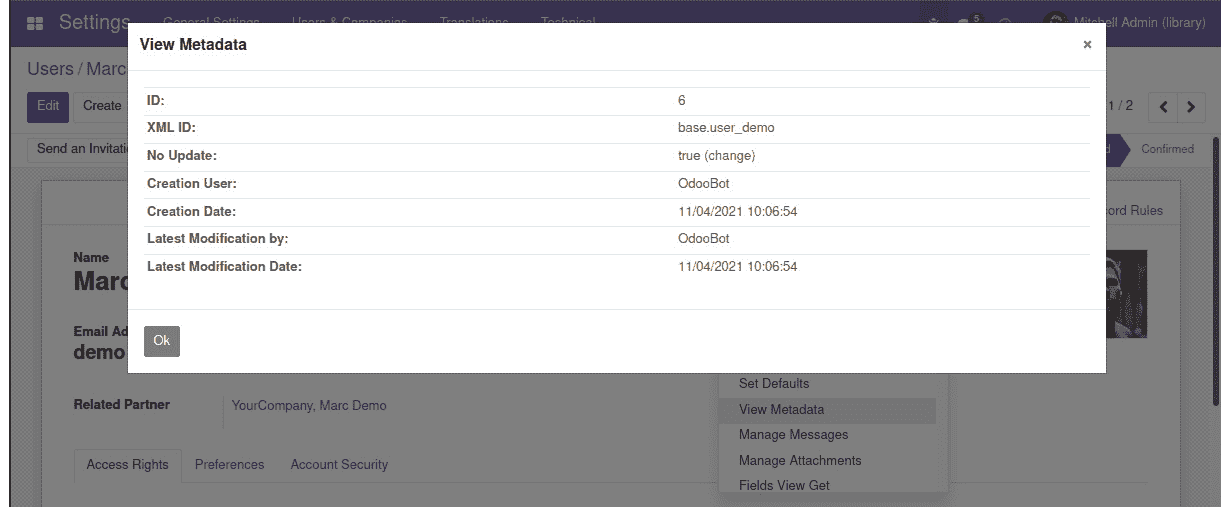 Settings General Settings Users & Companies Translations Technical 5 Mitchell Admin (library)
View Metadata ×
Users / Marc
Edit Create 1 / 2
ID: 6
XML ID: base.user_demo
Send an Invitati Confirmed
No Update: true (change)
Creation User: OdooBot
Creation Date: 11/04/2021 10:06:54
ord Rules
Latest Modification by: OdooBot
Name
Latest Modification Date: 11/04/2021 10:06:54
Marc
Email Ad
Ok
demo
Set Defaults
Related Partner YourCompany, Marc Demo
View Metadata
Manage Messages
Manage Attachments
Access Rights Preferences Account Security
Fields View Get